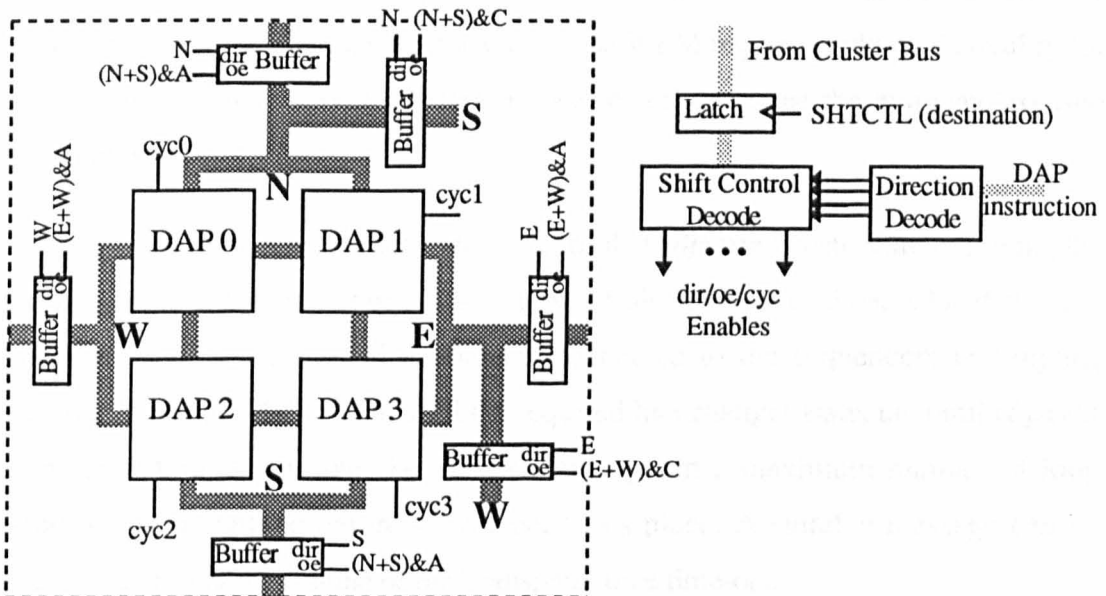 N
(N+S)&C
N
(N+S)&A
dir
oe
Buffer
Buffer
dir
oe
S
From Cluster Bus
Latch
SHTCTL (destination)
cyc0
N
cyc1
W
(E+W)&A
E
(E+W)&A
Shift Control
Decode
Direction
Decode
DAP
instruction
DAP 0
DAP 1
dir/oe/cyc
Enables
Buffer
dir
oe
W
E
Buffer
dir
oe
DAP 2
DAP 3
Buffer
dir
oe
E
(E+W)&C
W
S
cyc2
cyc3
Buffer
dir
oe
S
(N+S)&A